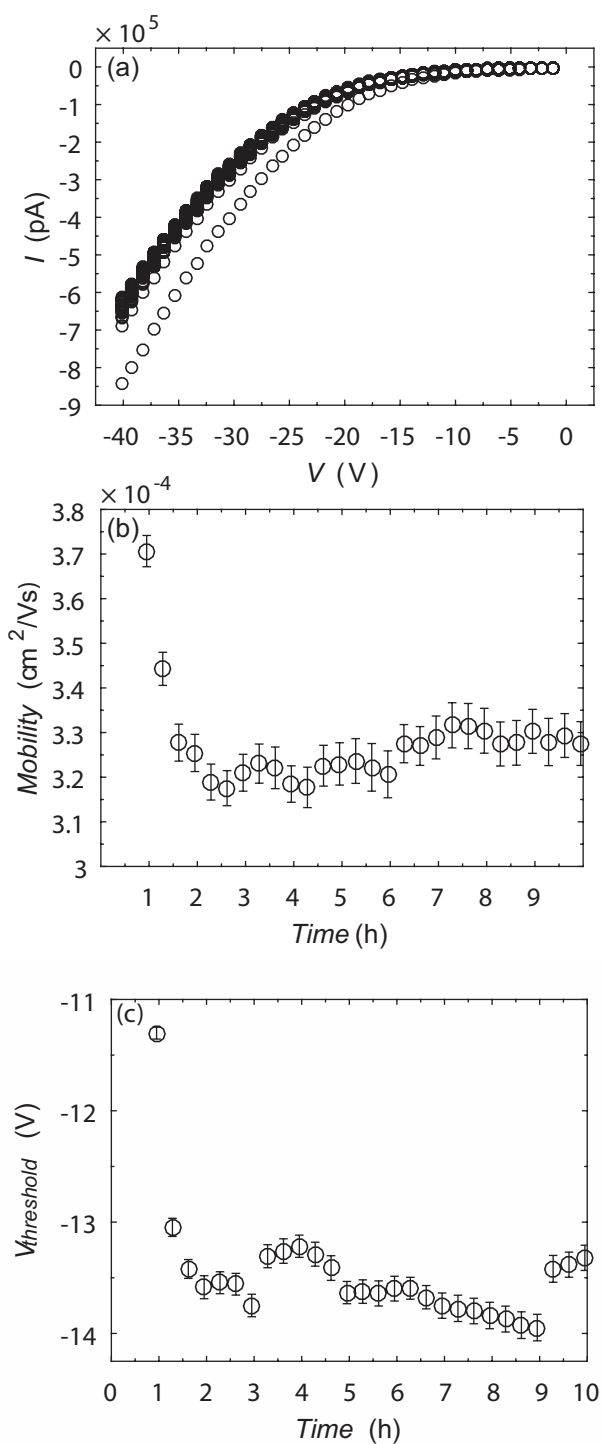 × 10^5
(a)
0
-1
-2
-3
-4
-5
-6
-7
-8
-9
I (pA)
-40 -35 -30 -25 -20 -15 -10 -5 0
V (V)
× 10^-4
(b)
3.8
3.7
3.6
3.5
3.4
3.3
3.2
3.1
3
Mobility (cm^2/Vs)
1 2 3 4 5 6 7 8 9
Time (h)
(c)
-11
-12
-13
-14
Vthreshold (V)
0 1 2 3 4 5 6 7 8 9 10
Time (h)